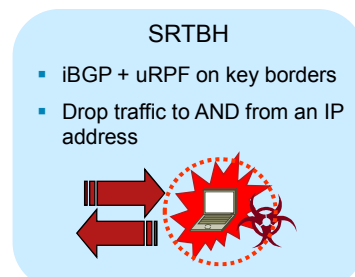 SRTBH
▪ iBGP + uRPF on key borders
▪ Drop traffic to AND from an IP
address